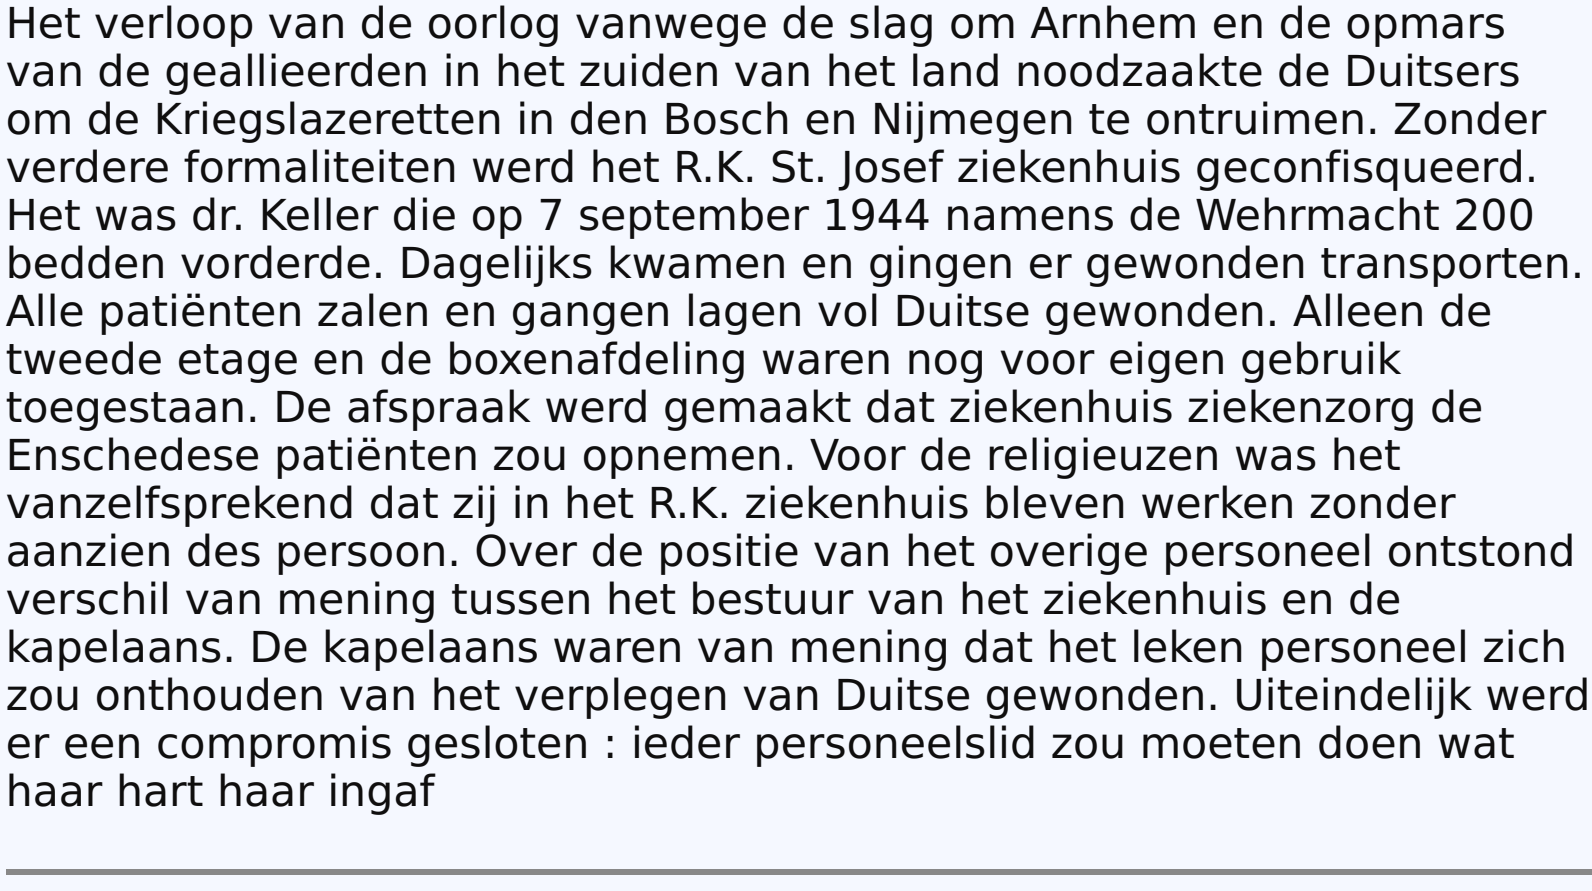 Het verloop van de oorlog vanwege de slag om Arnhem en de opmars
van de geallieerden in het zuiden van het land noodzaakte de Duitsers
om de Kriegslazeretten in den Bosch en Nijmegen te ontruimen. Zonder
verdere formaliteiten werd het R.K. St. Josef ziekenhuis geconfisqueerd.
Het was dr. Keller die op 7 september 1944 namens de Wehrmacht 200
bedden vorderde. Dagelijks kwamen en gingen er gewonden transporten.
Alle patiënten zalen en gangen lagen vol Duitse gewonden. Alleen de
tweede etage en de boxenafdeling waren nog voor eigen gebruik
toegestaan. De afspraak werd gemaakt dat ziekenhuis ziekenzorg de
Enschedese patiënten zou opnemen. Voor de religieuzen was het
vanzelfsprekend dat zij in het R.K. ziekenhuis bleven werken zonder
aanzien des persoon. Over de positie van het overige personeel ontstond
verschil van mening tussen het bestuur van het ziekenhuis en de
kapelaans. De kapelaans waren van mening dat het leken personeel zich
zou onthouden van het verplegen van Duitse gewonden. Uiteindelijk werd
er een compromis gesloten : ieder personeelslid zou moeten doen wat
haar hart haar ingaf